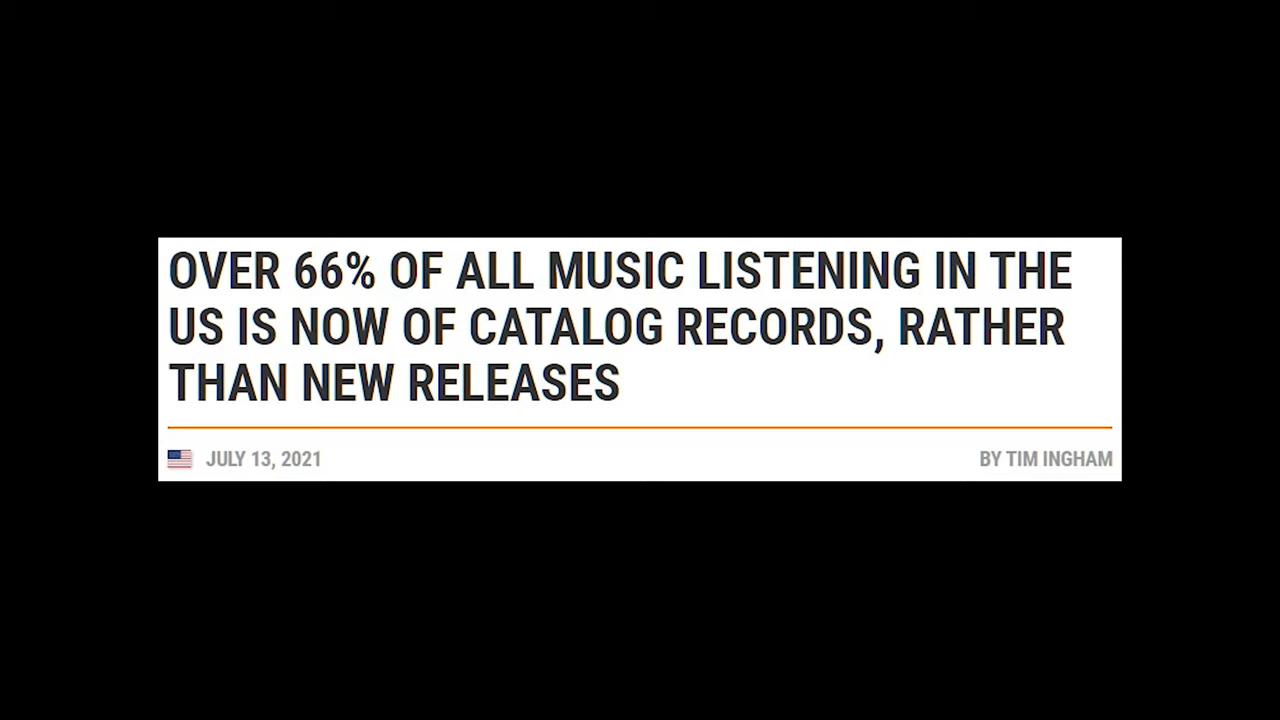 OVER 66% OF ALL MUSIC LISTENING IN THE
US IS NOW OF CATALOG RECORDS, RATHER
THAN NEW RELEASES
JULY 13, 2021
BY TIM INGHAM